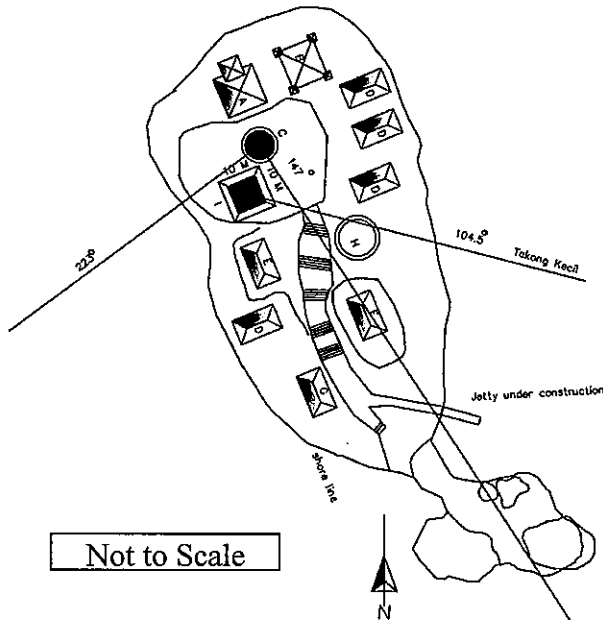 B
A
D
D
C
10 M
10 M
147°
D
I
H
104.5°
Takong Kecil
223°
E
F
D
G
Jetty under construction
shore line
Not to Scale
N